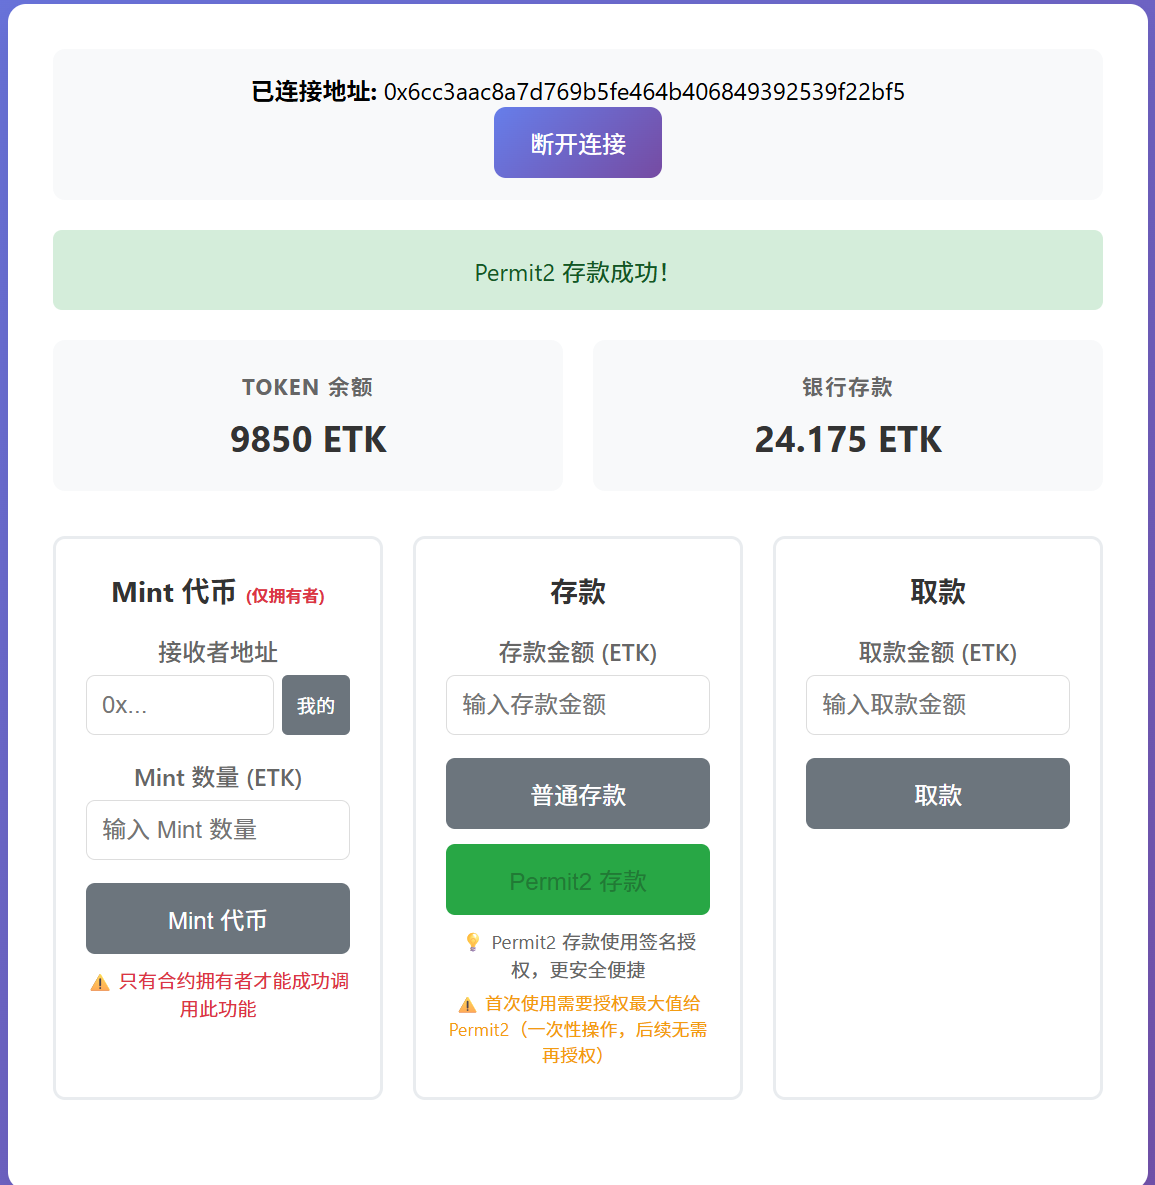 已连接地址: 0x6cc3aac8a7d769b5fe464b406849392539f22bf5
断开连接
Permit2 存款成功!
TOKEN 余额
9850 ETK
银行存款
24.175 ETK
Mint 代币 (仅拥有者)
接收者地址
0x...
我的
Mint 数量 (ETK)
输入 Mint 数量
Mint 代币
⚠️ 只有合约拥有者才能成功调
用此功能
存款
存款金额 (ETK)
输入存款金额
普通存款
Permit2 存款
💡 Permit2 存款使用签名授
权，更安全便捷
⚠️ 首次使用需要授权最大值给
Permit2（一次性操作，后续无需
再授权）
取款
取款金额 (ETK)
输入取款金额
取款